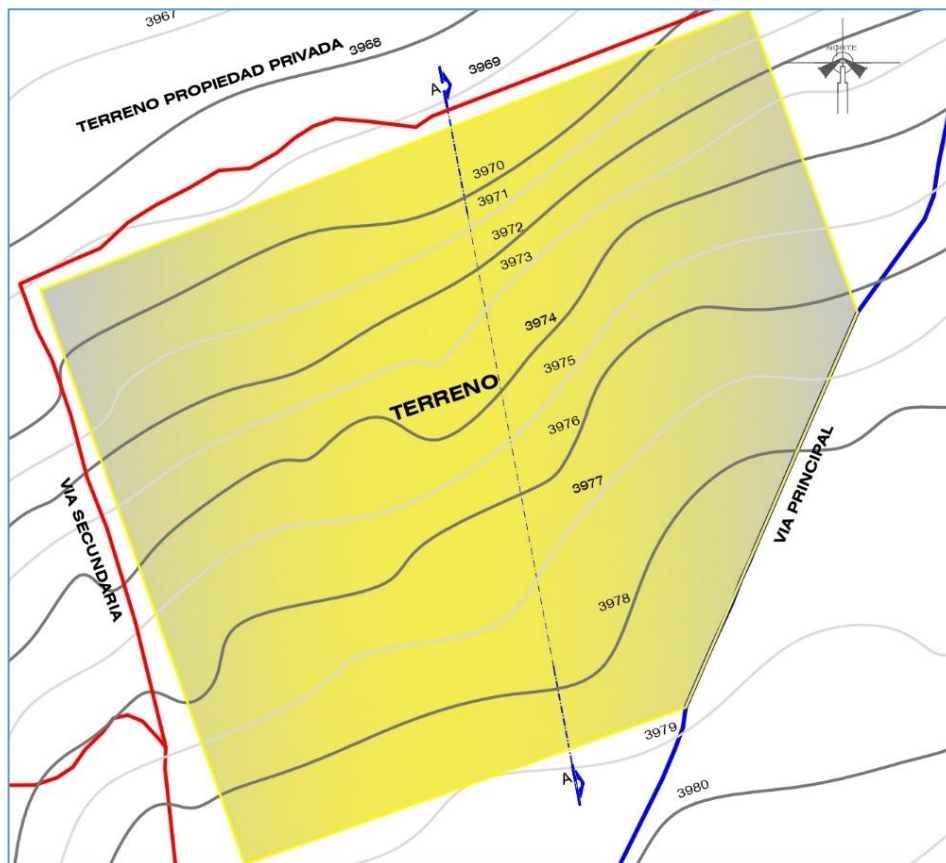 3967
TERRENO PROPIEDAD PRIVADA
3968
3969
NORTE
A
3970
3971
3972
3973
3974
3975
TERRENO
3976
3977
VIA PRINCIPAL
VIA SECUNDARIA
3978
3979
A
3980